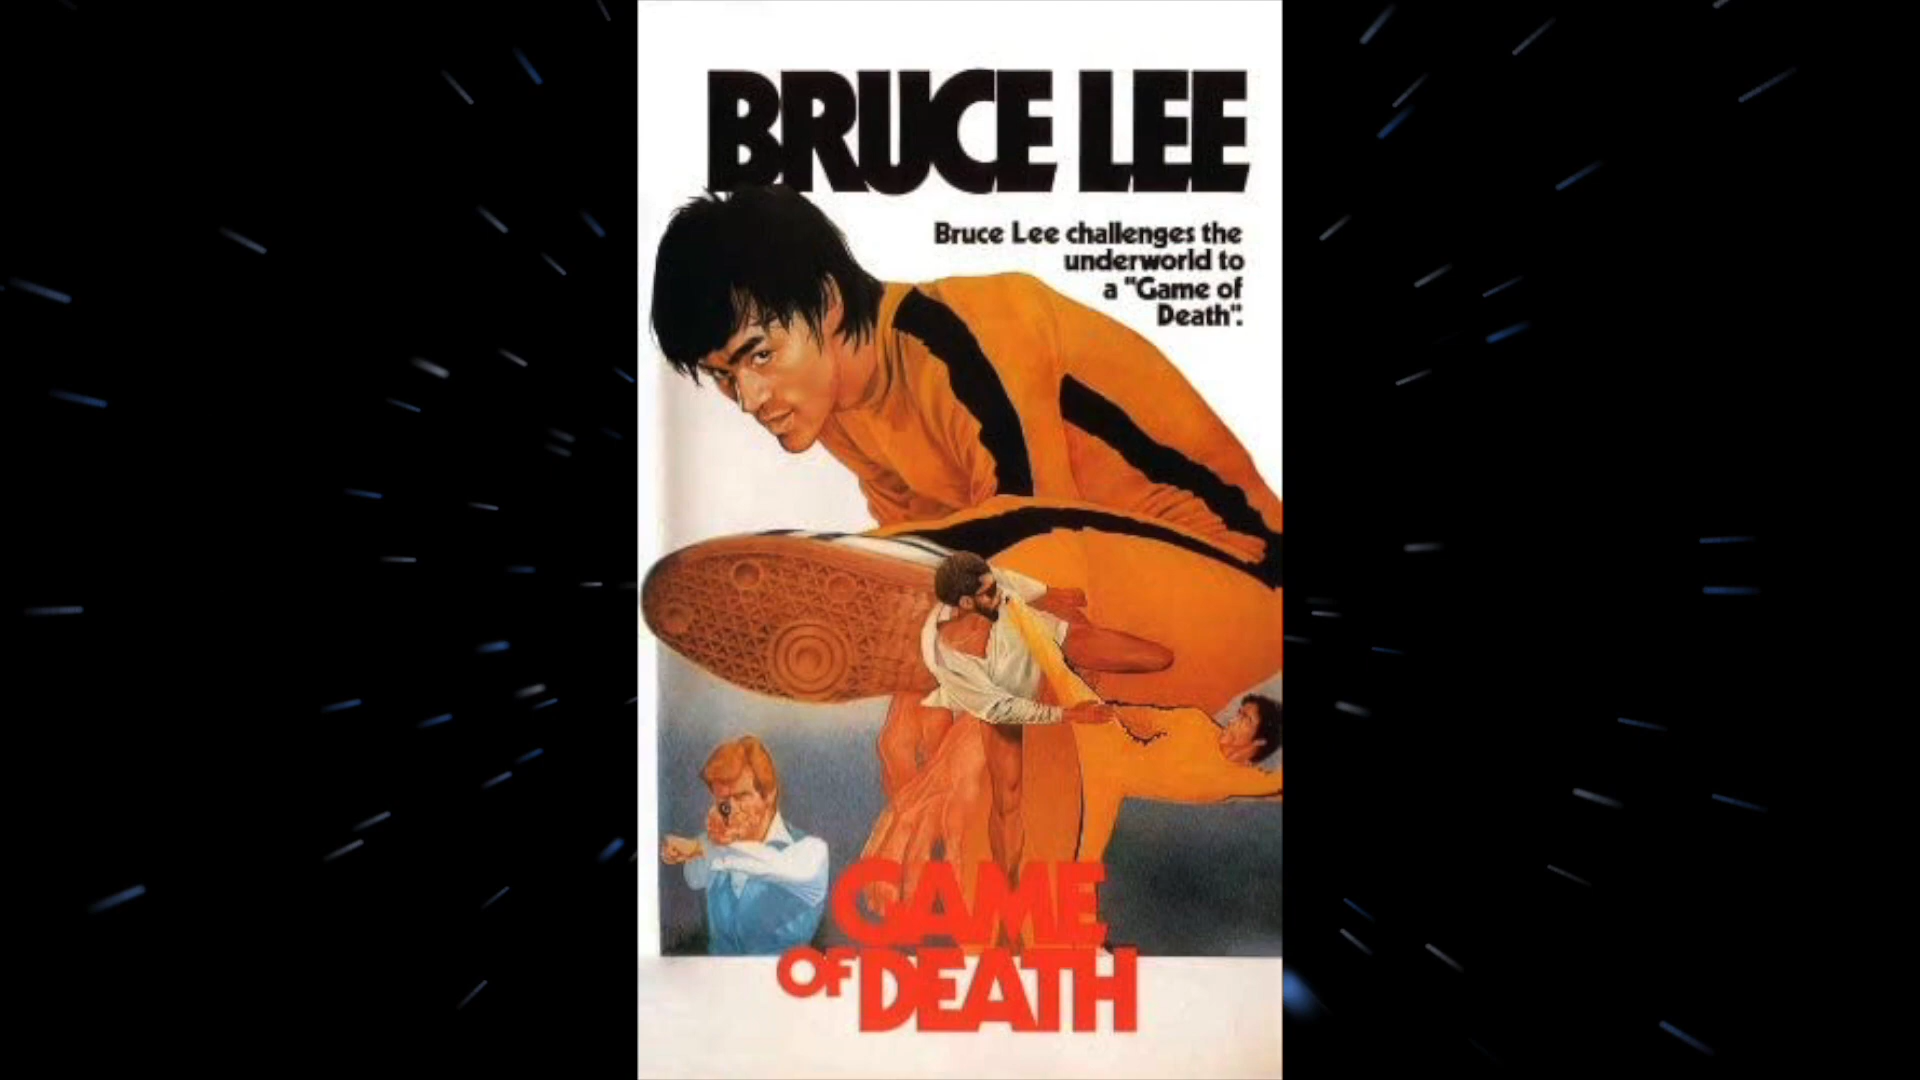 BRUCE LEE
Bruce Lee challenges the
underworld to
a "Game of
Death".
GAME
OF DEATH